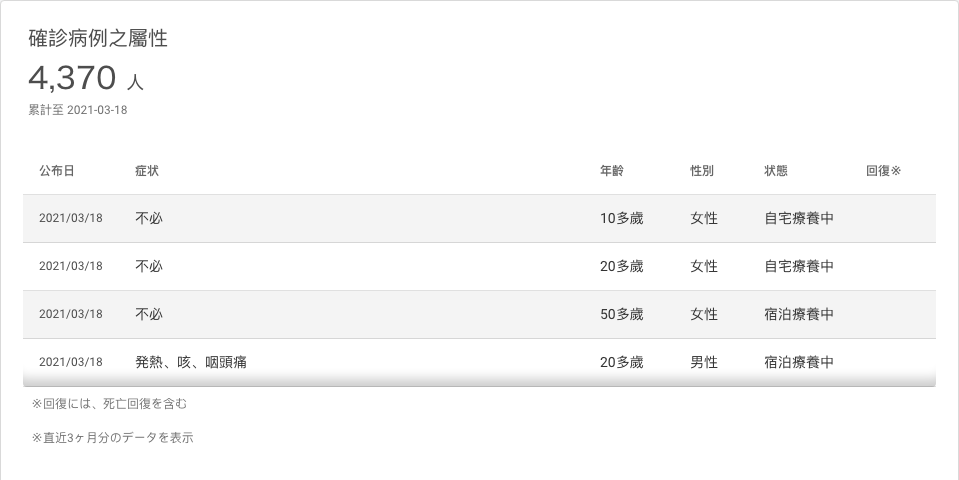 確診病例之屬性
4,370 人
累計至 2021-03-18
公布日 症状 年齡 性別 状態 回復※
2021/03/18 不必 10多歲 女性 自宅療養中
2021/03/18 不必 20多歲 女性 自宅療養中
2021/03/18 不必 50多歲 女性 宿泊療養中
2021/03/18 発熱、咳、咽頭痛 20多歲 男性 宿泊療養中
※回復には、死亡回復を含む
※直近3ヶ月分のデータを表示